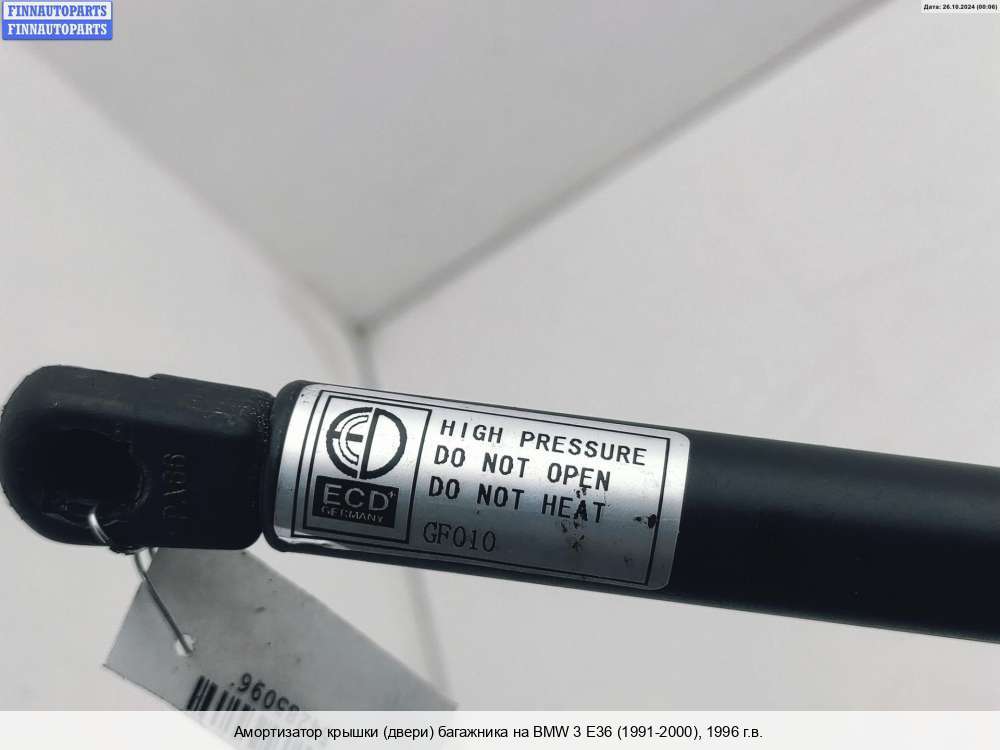 FINNAUTOPARTS
FINNAUTOPARTS
Дата: 26.10.2024 (00:06)
HIGH PRESSURE
DO NOT OPEN
DO NOT HEAT
ECD+
GERMANY
GF010
PA66
Амортизатор крышки (двери) багажника на BMW 3 E36 (1991-2000), 1996 г.в.